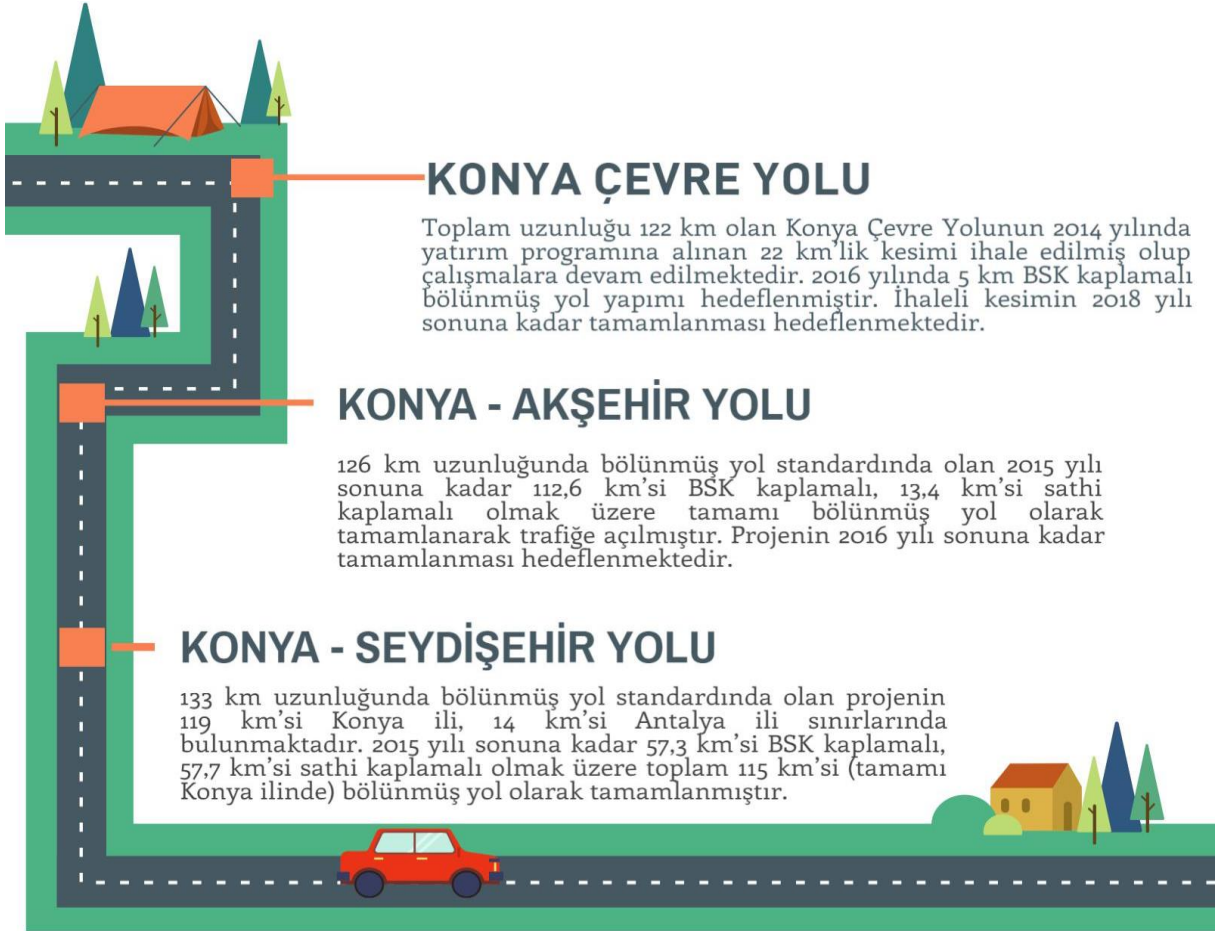 KONYA ÇEVRE YOLU
Toplam uzunluğu 122 km olan Konya Çevre Yolunun 2014 yılında
yatırım programına alınan 22 km'lik kesimi ihale edilmiş olup
çalışmalara devam edilmektedir. 2016 yılında 5 km BSK kaplamalı
bölünmüş yol yapımı hedeflenmiştir. İhaleli kesimin 2018 yılı
sonuna kadar tamamlanması hedeflenmektedir.
KONYA - AKŞEHİR YOLU
126 km uzunluğunda bölünmüş yol standardında olan 2015 yılı
sonuna kadar 112,6 km'si BSK kaplamalı, 13,4 km'si sathi
kaplamalı olmak üzere tamamı bölünmüş yol olarak
tamamlanarak trafiğe açılmıştır. Projenin 2016 yılı sonuna kadar
tamamlanması hedeflenmektedir.
KONYA - SEYDİŞEHİR YOLU
133 km uzunluğunda bölünmüş yol standardında olan projenin
119 km'si Konya ili, 14 km'si Antalya ili sınırlarında
bulunmaktadır. 2015 yılı sonuna kadar 57,3 km'si BSK kaplamalı,
57,7 km'si sathi kaplamalı olmak üzere toplam 115 km'si (tamamı
Konya ilinde) bölünmüş yol olarak tamamlanmıştır.